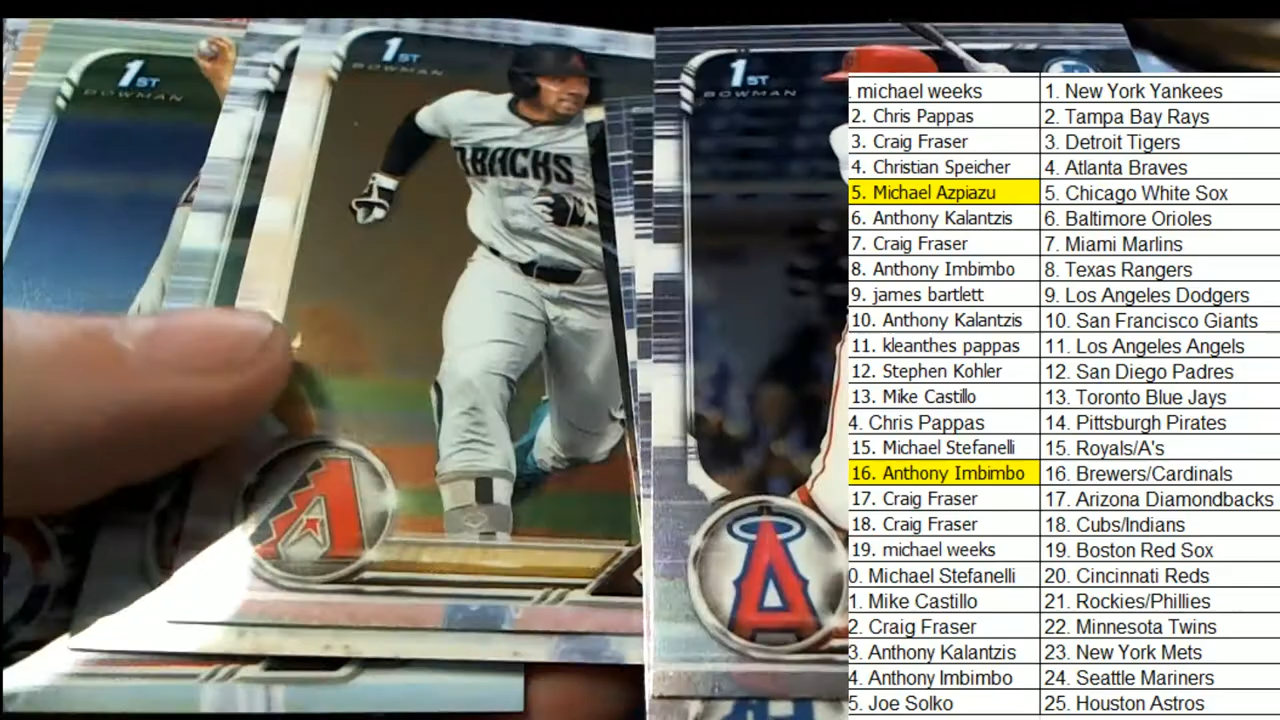 1ST
BOWMAN
1ST
BOWMAN
1ST
BOWMAN
BACKS
A
A
. michael weeks 1. New York Yankees
2. Chris Pappas 2. Tampa Bay Rays
3. Craig Fraser 3. Detroit Tigers
4. Christian Speicher 4. Atlanta Braves
5. Michael Azpiazu 5. Chicago White Sox
6. Anthony Kalantzis 6. Baltimore Orioles
7. Craig Fraser 7. Miami Marlins
8. Anthony Imbimbo 8. Texas Rangers
9. james bartlett 9. Los Angeles Dodgers
10. Anthony Kalantzis 10. San Francisco Giants
11. kleanthes pappas 11. Los Angeles Angels
12. Stephen Kohler 12. San Diego Padres
13. Mike Castillo 13. Toronto Blue Jays
4. Chris Pappas 14. Pittsburgh Pirates
15. Michael Stefanelli 15. Royals/A's
16. Anthony Imbimbo 16. Brewers/Cardinals
17. Craig Fraser 17. Arizona Diamondbacks
18. Craig Fraser 18. Cubs/Indians
19. michael weeks 19. Boston Red Sox
0. Michael Stefanelli 20. Cincinnati Reds
1. Mike Castillo 21. Rockies/Phillies
2. Craig Fraser 22. Minnesota Twins
3. Anthony Kalantzis 23. New York Mets
4. Anthony Imbimbo 24. Seattle Mariners
5. Joe Solko 25. Houston Astros